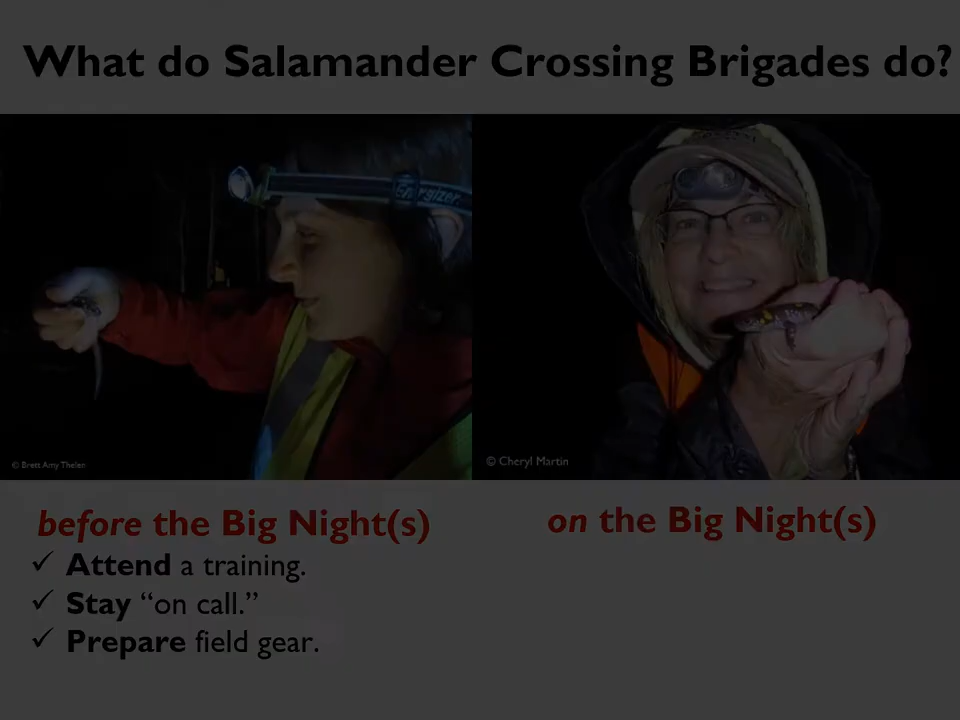 What do Salamander Crossing Brigades do?
Energizer.
© Brett Amy Thelen
© Cheryl Martin
before the Big Night(s)
✓ Attend a training.
✓ Stay “on call.”
✓ Prepare field gear.
on the Big Night(s)